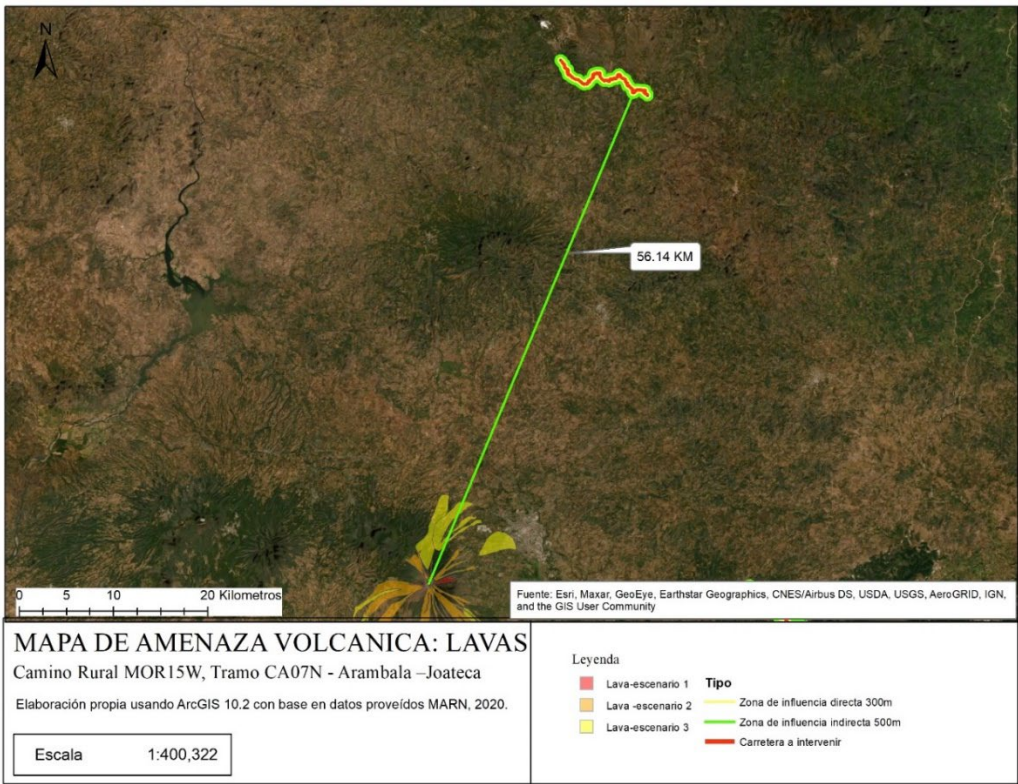 N
56.14 KM
0 5 10 20 Kilometros
Fuente: Esri, Maxar, GeoEye, Earthstar Geographics, CNES/Airbus DS, USDA, USGS, AeroGRID, IGN,
and the GIS User Community
MAPA DE AMENAZA VOLCANICA: LAVAS
Camino Rural MOR15W, Tramo CA07N - Arambala –Joateca
Elaboración propia usando ArcGIS 10.2 con base en datos proveídos MARN, 2020.
Escala 1:400,322
Leyenda
Lava-escenario 1
Lava -escenario 2
Lava-escenario 3
Tipo
Zona de influencia directa 300m
Zona de influencia indirecta 500m
Carretera a intervenir